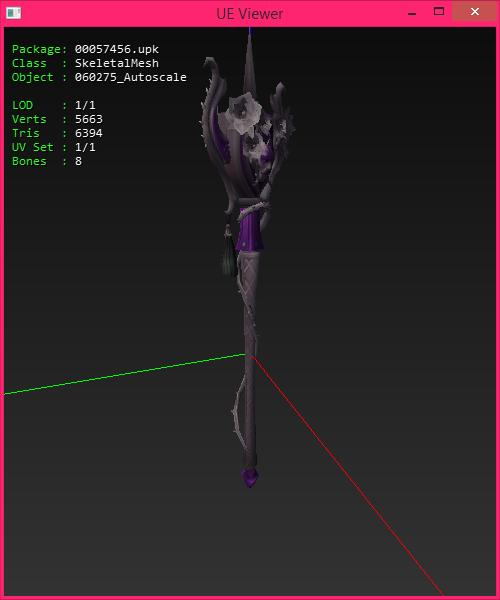 UE Viewer
Package: 00057456.upk
Class  : SkeletalMesh
Object : 060275_Autoscale
LOD    : 1/1
Verts  : 5663
Tris   : 6394
UV Set : 1/1
Bones  : 8